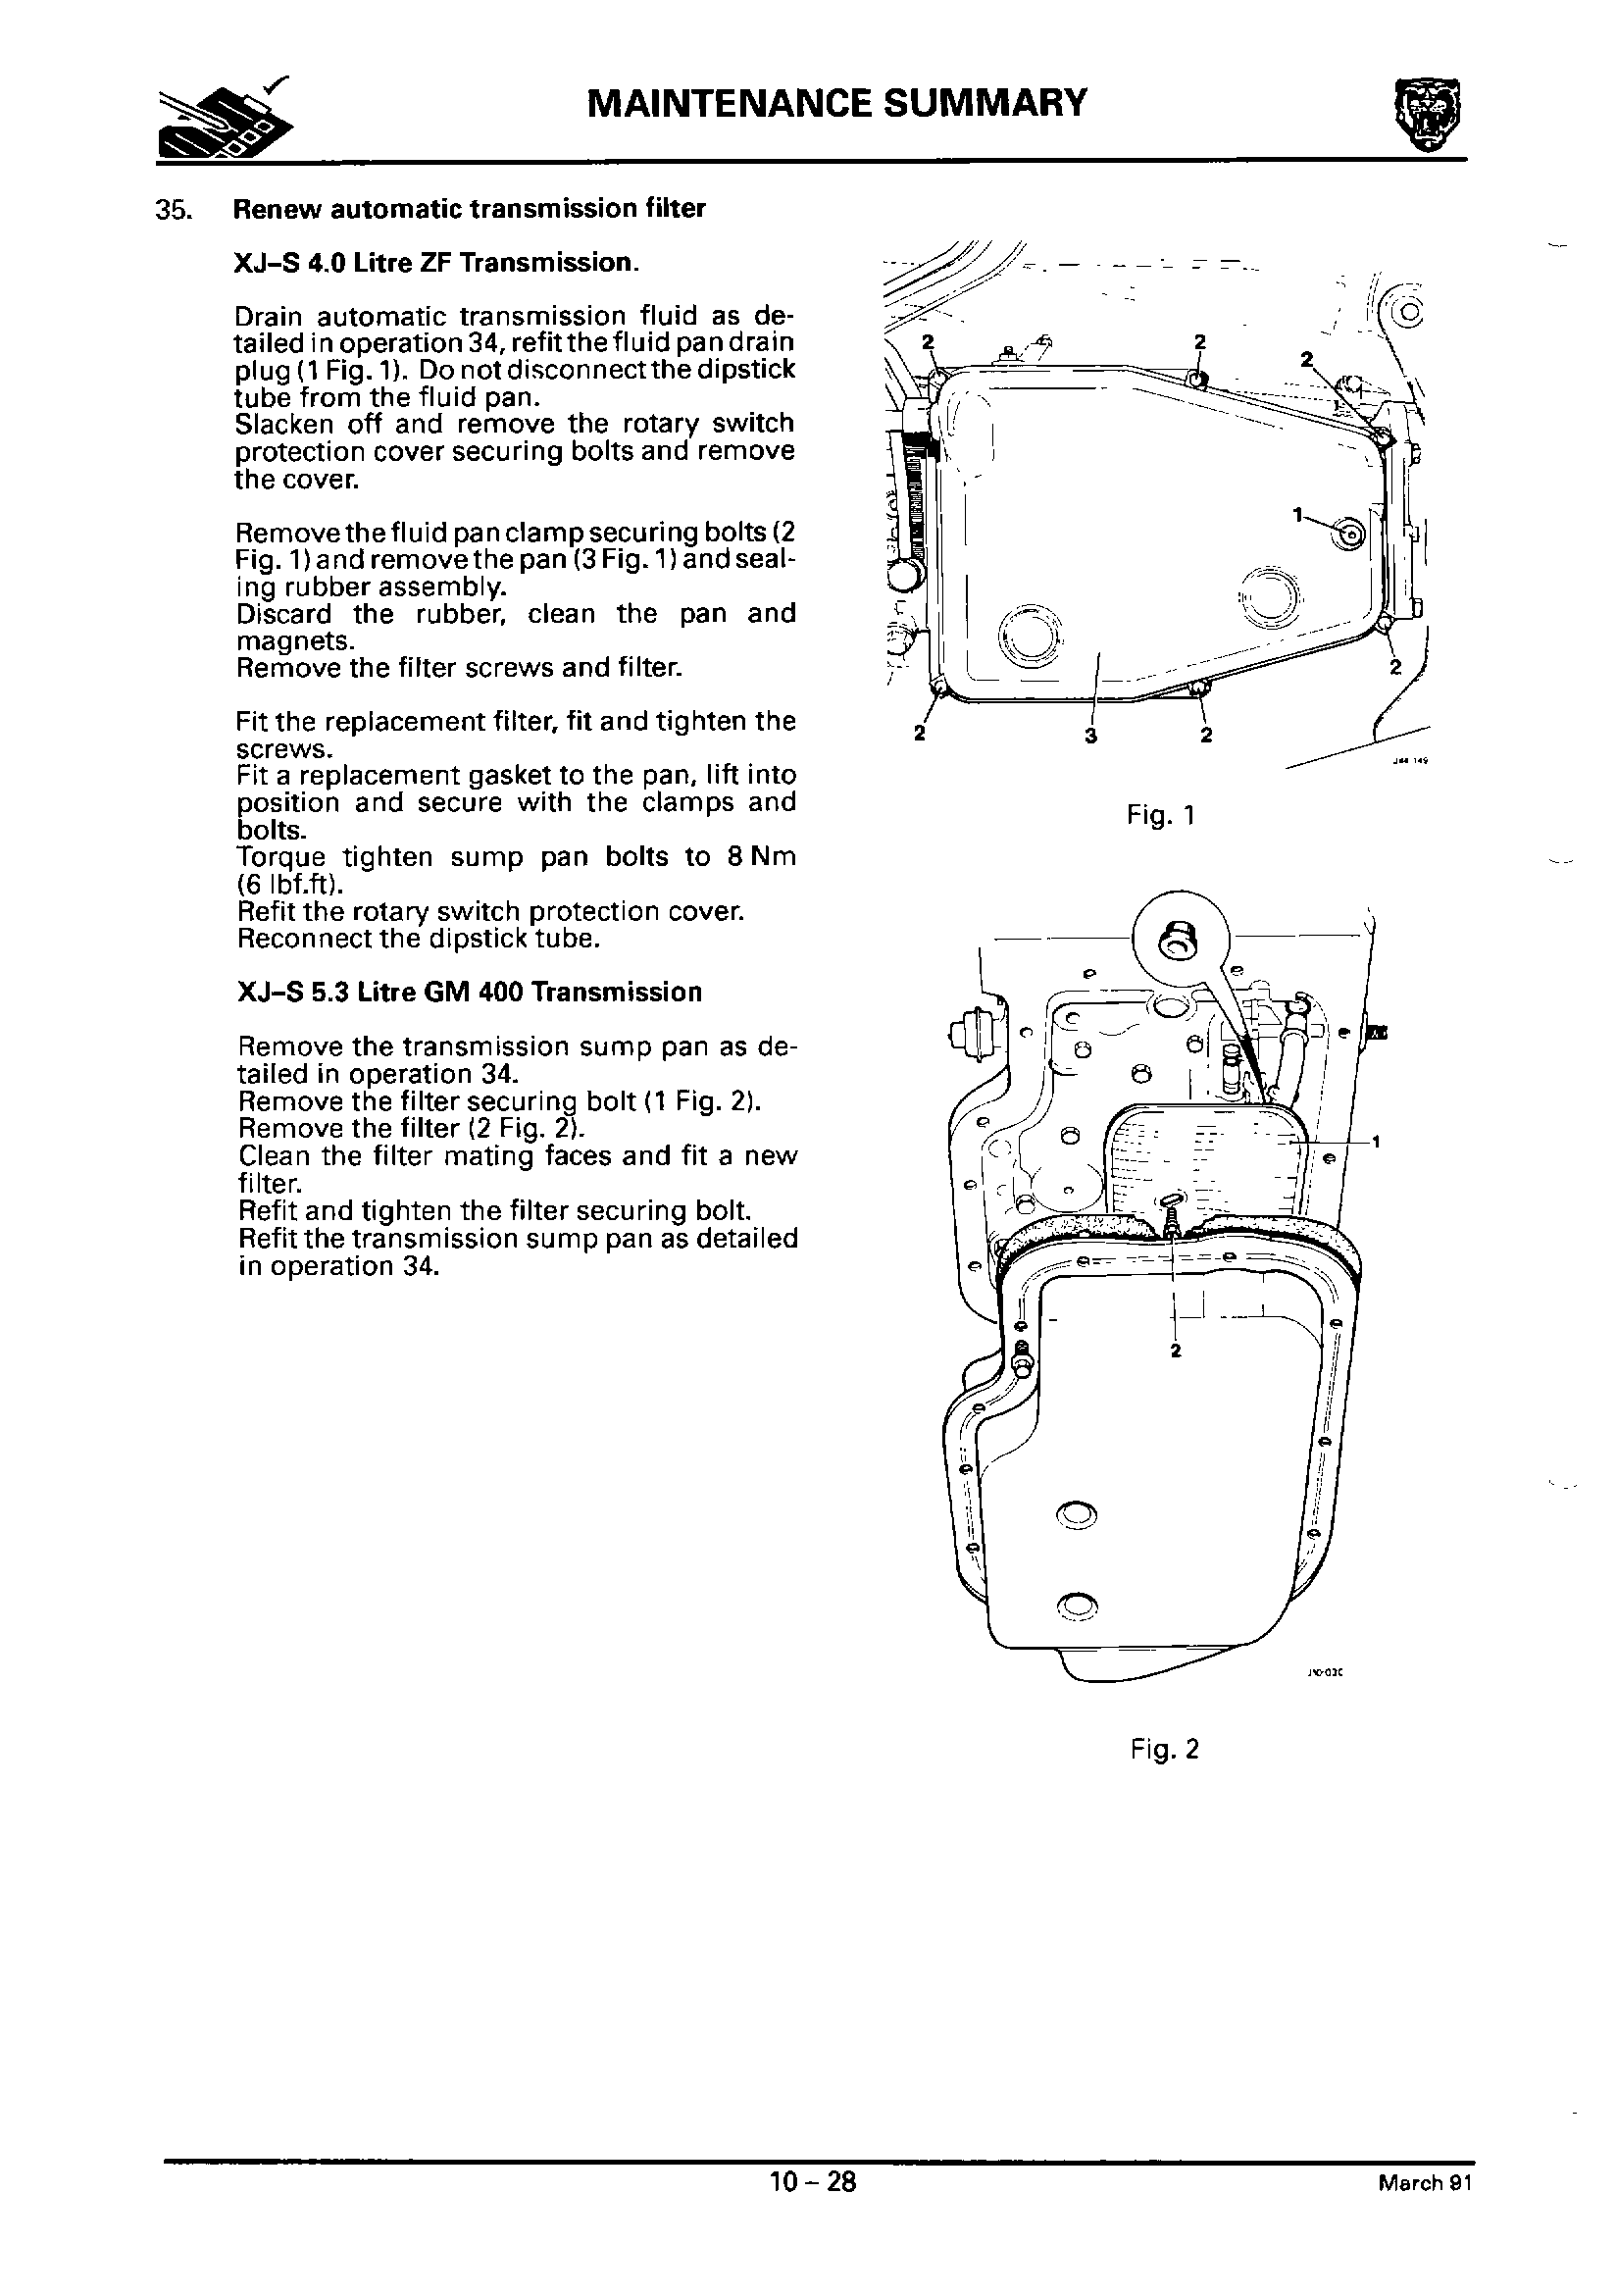 MAINTENANCE SUMMARY
35. Renew automatic transmission filter
XJ-S 4.0 Litre ZF Transmission.
Drain automatic transmission fluid as de-
tailed in operation 34, refit the fluid pan drain
plug (1 Fig. 1). Do not disconnect the dipstick
tube from the fluid pan.
Slacken off and remove the rotary switch
protection cover securing bolts and remove
the cover.
Remove the fluid pan clamp securing bolts (2
Fig. 1) and remove the pan (3 Fig. 1) and seal-
ing rubber assembly.
Discard the rubber, clean the pan and
magnets.
Remove the filter screws and filter.
Fit the replacement filter, fit and tighten the
screws.
Fit a replacement gasket to the pan, lift into
position and secure with the clamps and
bolts.
Torque tighten sump pan bolts to 8 Nm
(6 lbf.ft).
Refit the rotary switch protection cover.
Reconnect the dipstick tube.
XJ-S 5.3 Litre GM 400 Transmission
Remove the transmission sump pan as de-
tailed in operation 34.
Remove the filter securing bolt (1 Fig. 2).
Remove the filter (2 Fig. 2).
Clean the filter mating faces and fit a new
filter.
Refit and tighten the filter securing bolt.
Refit the transmission sump pan as detailed
in operation 34.
2
2
2
1
2
2
3
2
Fig. 1
1
2
Fig. 2
10 – 28
March 91